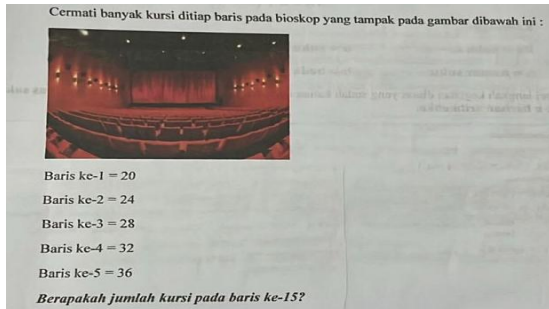 Cermati banyak kursi ditiap baris pada bioskop yang tampak pada gambar dibawah ini :
Baris ke-1 = 20
Baris ke-2 = 24
Baris ke-3 = 28
Baris ke-4 = 32
Baris ke-5 = 36
Berapakah jumlah kursi pada baris ke-15?